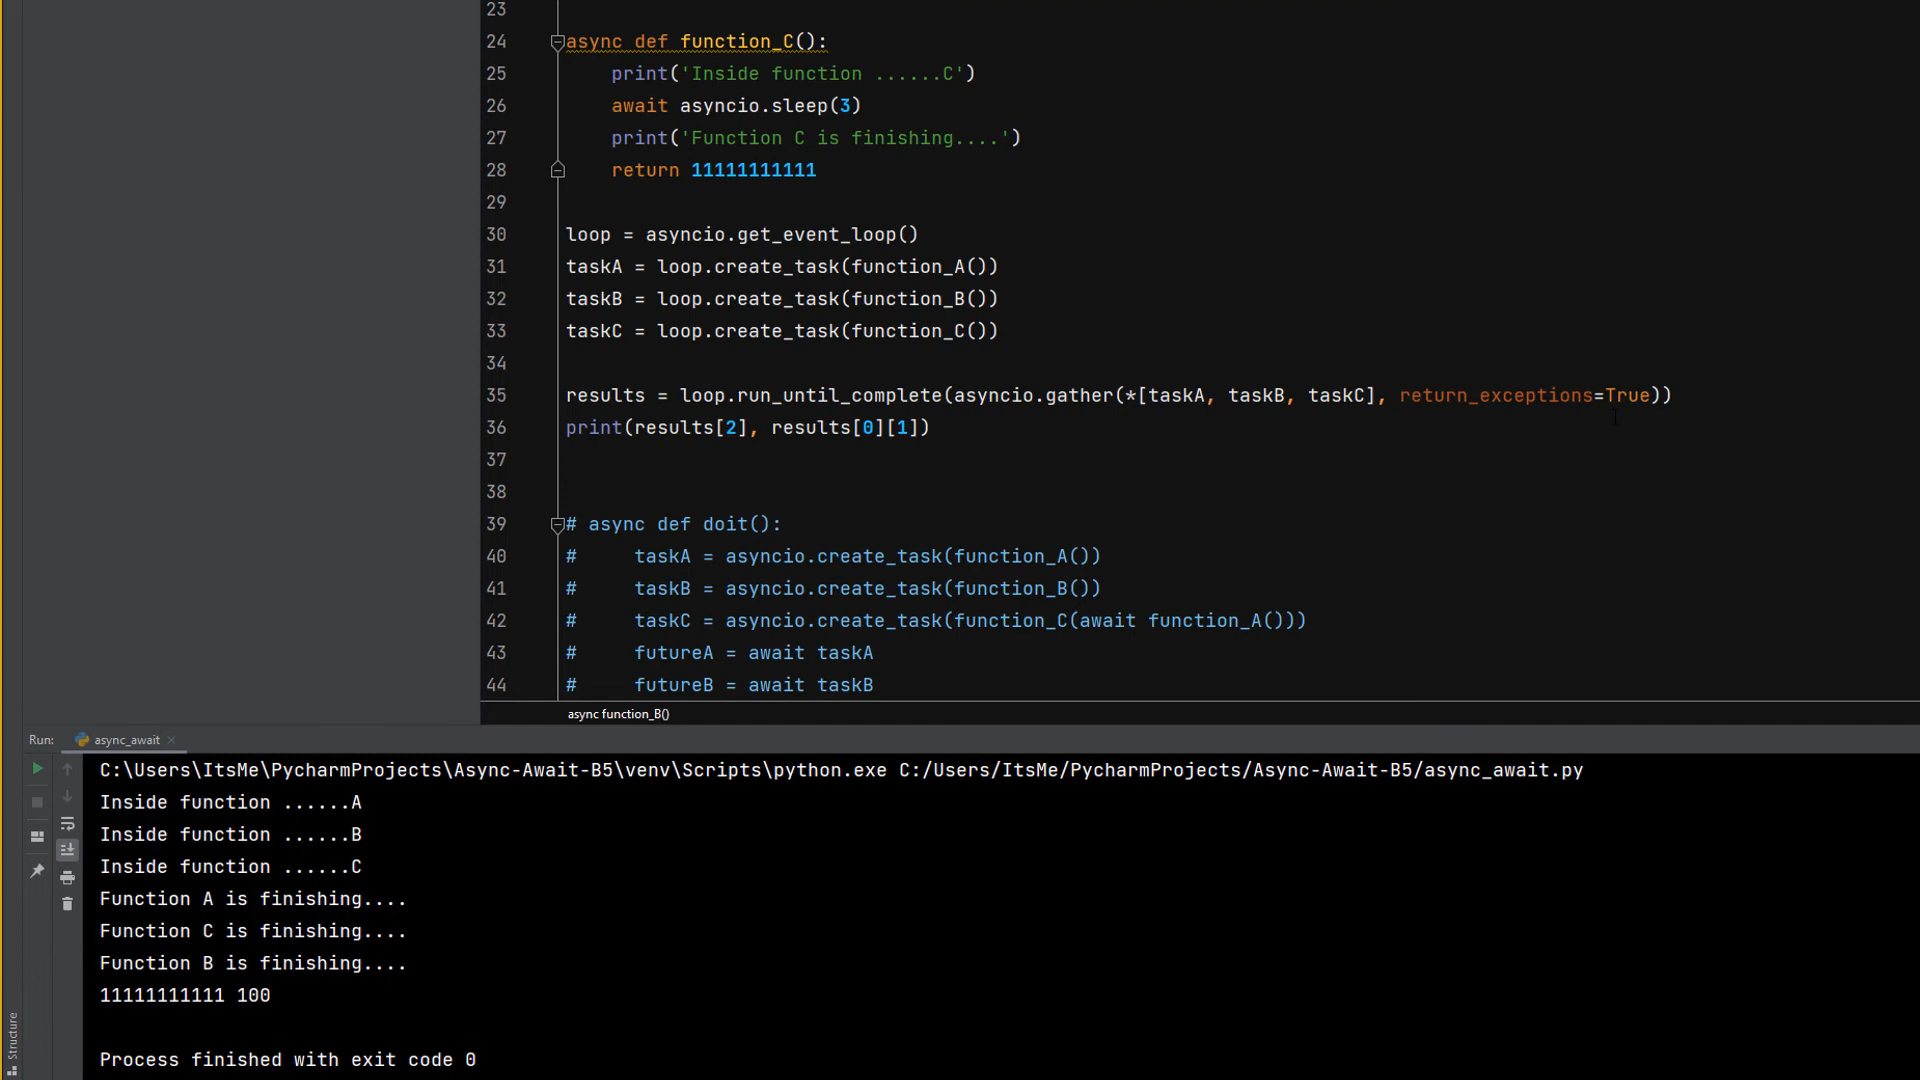 23
24 async def function_C():
25 print('Inside function ......C')
26 await asyncio.sleep(3)
27 print('Function C is finishing....')
28 return 11111111111
29
30 loop = asyncio.get_event_loop()
31 taskA = loop.create_task(function_A())
32 taskB = loop.create_task(function_B())
33 taskC = loop.create_task(function_C())
34
35 results = loop.run_until_complete(asyncio.gather(*[taskA, taskB, taskC], return_exceptions=True))
36 print(results[2], results[0][1])
37
38
39 # async def doit():
40 #     taskA = asyncio.create_task(function_A())
41 #     taskB = asyncio.create_task(function_B())
42 #     taskC = asyncio.create_task(function_C(await function_A()))
43 #     futureA = await taskA
44 #     futureB = await taskB
async function_B()
Run: async_await
C:\Users\ItsMe\PycharmProjects\Async-Await-B5\venv\Scripts\python.exe C:/Users/ItsMe/PycharmProjects/Async-Await-B5/async_await.py
Inside function ......A
Inside function ......B
Inside function ......C
Function A is finishing....
Function C is finishing....
Function B is finishing....
11111111111 100
Process finished with exit code 0
Structure